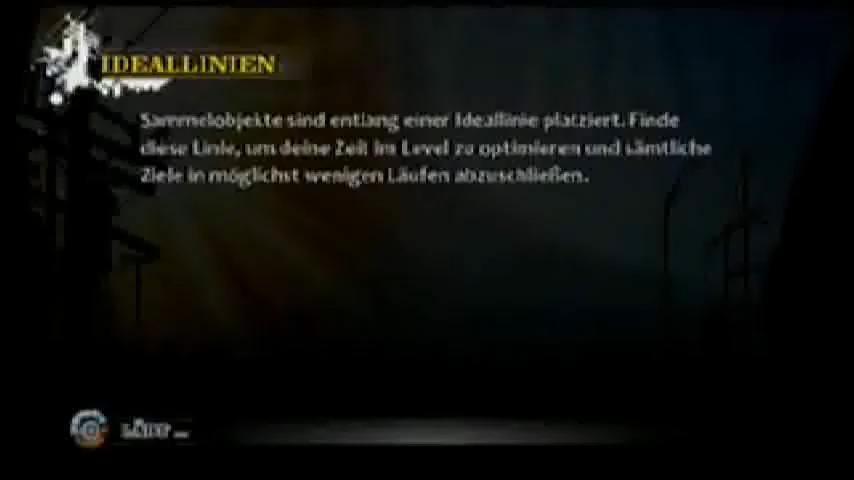 IDEALLINIEN
Sammelobjekte sind entlang einer Ideallinie platziert. Finde
diese Linie, um deine Zeit im Level zu optimieren und sämtliche
Ziele in möglichst wenigen Läufen abzuschließen.
LÄDT ...